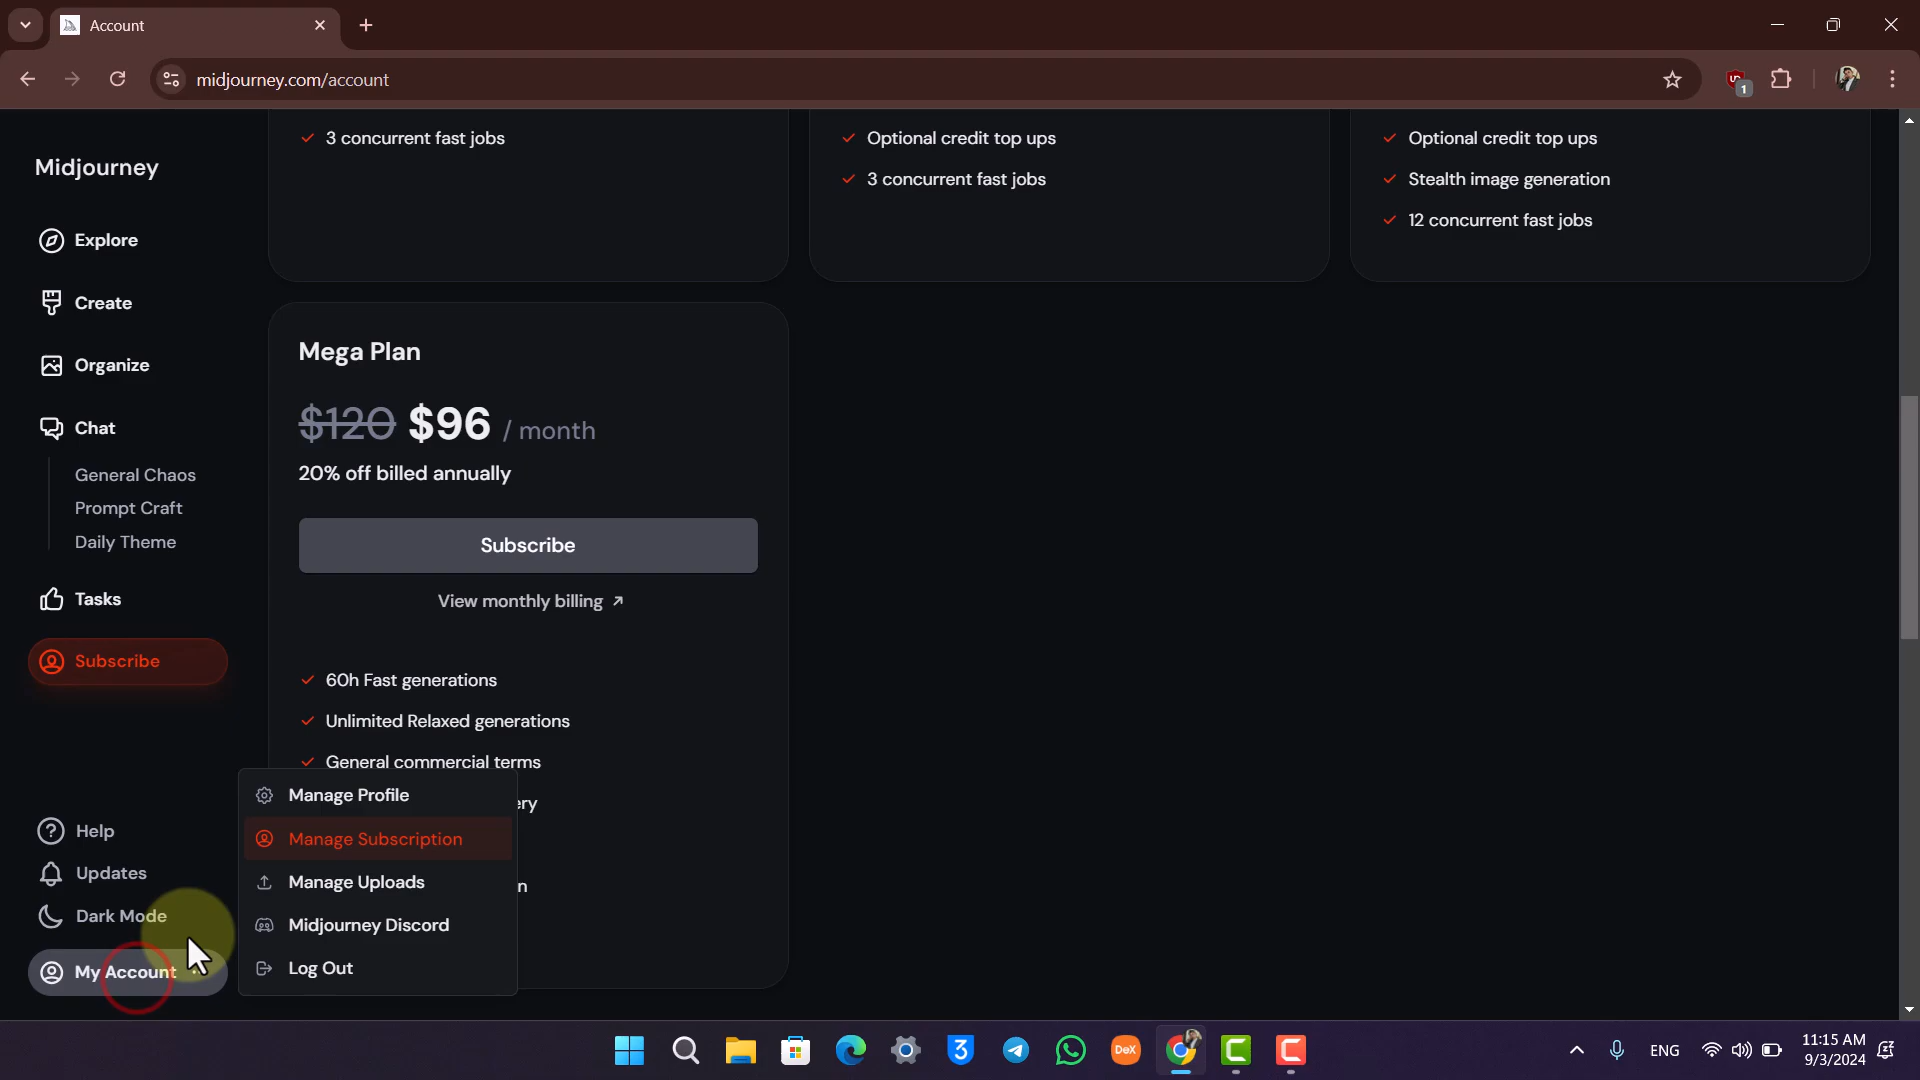 Account
midjourney.com/account
1
Midjourney
Explore
Create
Organize
Chat
General Chaos
Prompt Craft
Daily Theme
Tasks
Subscribe
Help
Updates
Dark Mode
My Account
3 concurrent fast jobs
Optional credit top ups
3 concurrent fast jobs
Optional credit top ups
Stealth image generation
12 concurrent fast jobs
Mega Plan
$120 $96 / month
20% off billed annually
Subscribe
View monthly billing
60h Fast generations
Unlimited Relaxed generations
General commercial terms
ery
n
Manage Profile
Manage Subscription
Manage Uploads
Midjourney Discord
Log Out
3
DeX
ENG
11:15 AM
9/3/2024